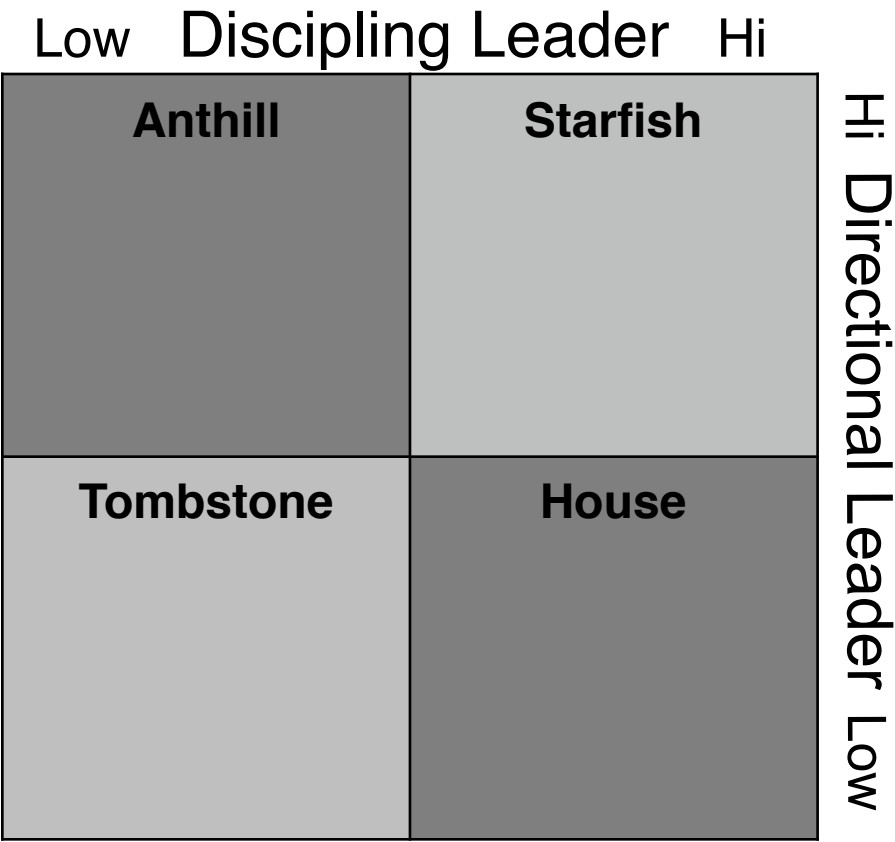 Low Discipling Leader Hi
Anthill Starfish
Tombstone House
Hi Directional Leader Low